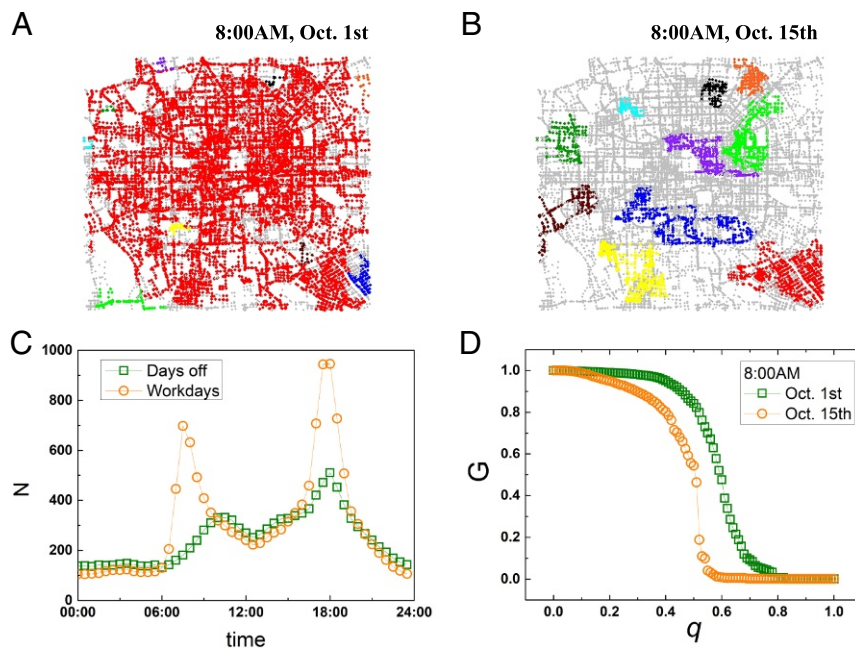 A
8:00AM, Oct. 1st
B
8:00AM, Oct. 15th
C
1000
800
600
400
200
0
N
Days off
Workdays
00:00 06:00 12:00 18:00 24:00
time
D
1.0
0.8
0.6
0.4
0.2
0.0
G
8:00AM
Oct. 1st
Oct. 15th
0.0 0.2 0.4 0.6 0.8 1.0
q